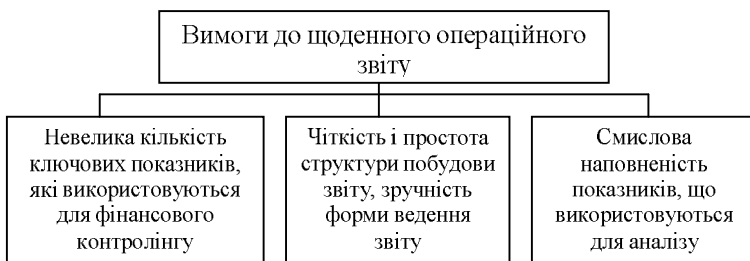 Вимоги до щоденного операційного
звіту
Невелика кількість
ключових показників,
які використовуються
для фінансового
контролінгу
Чіткість і простота
структури побудови
звіту, зручність
форми ведення
звіту
Смислова
наповненість
показників, що
використовуються
для аналізу